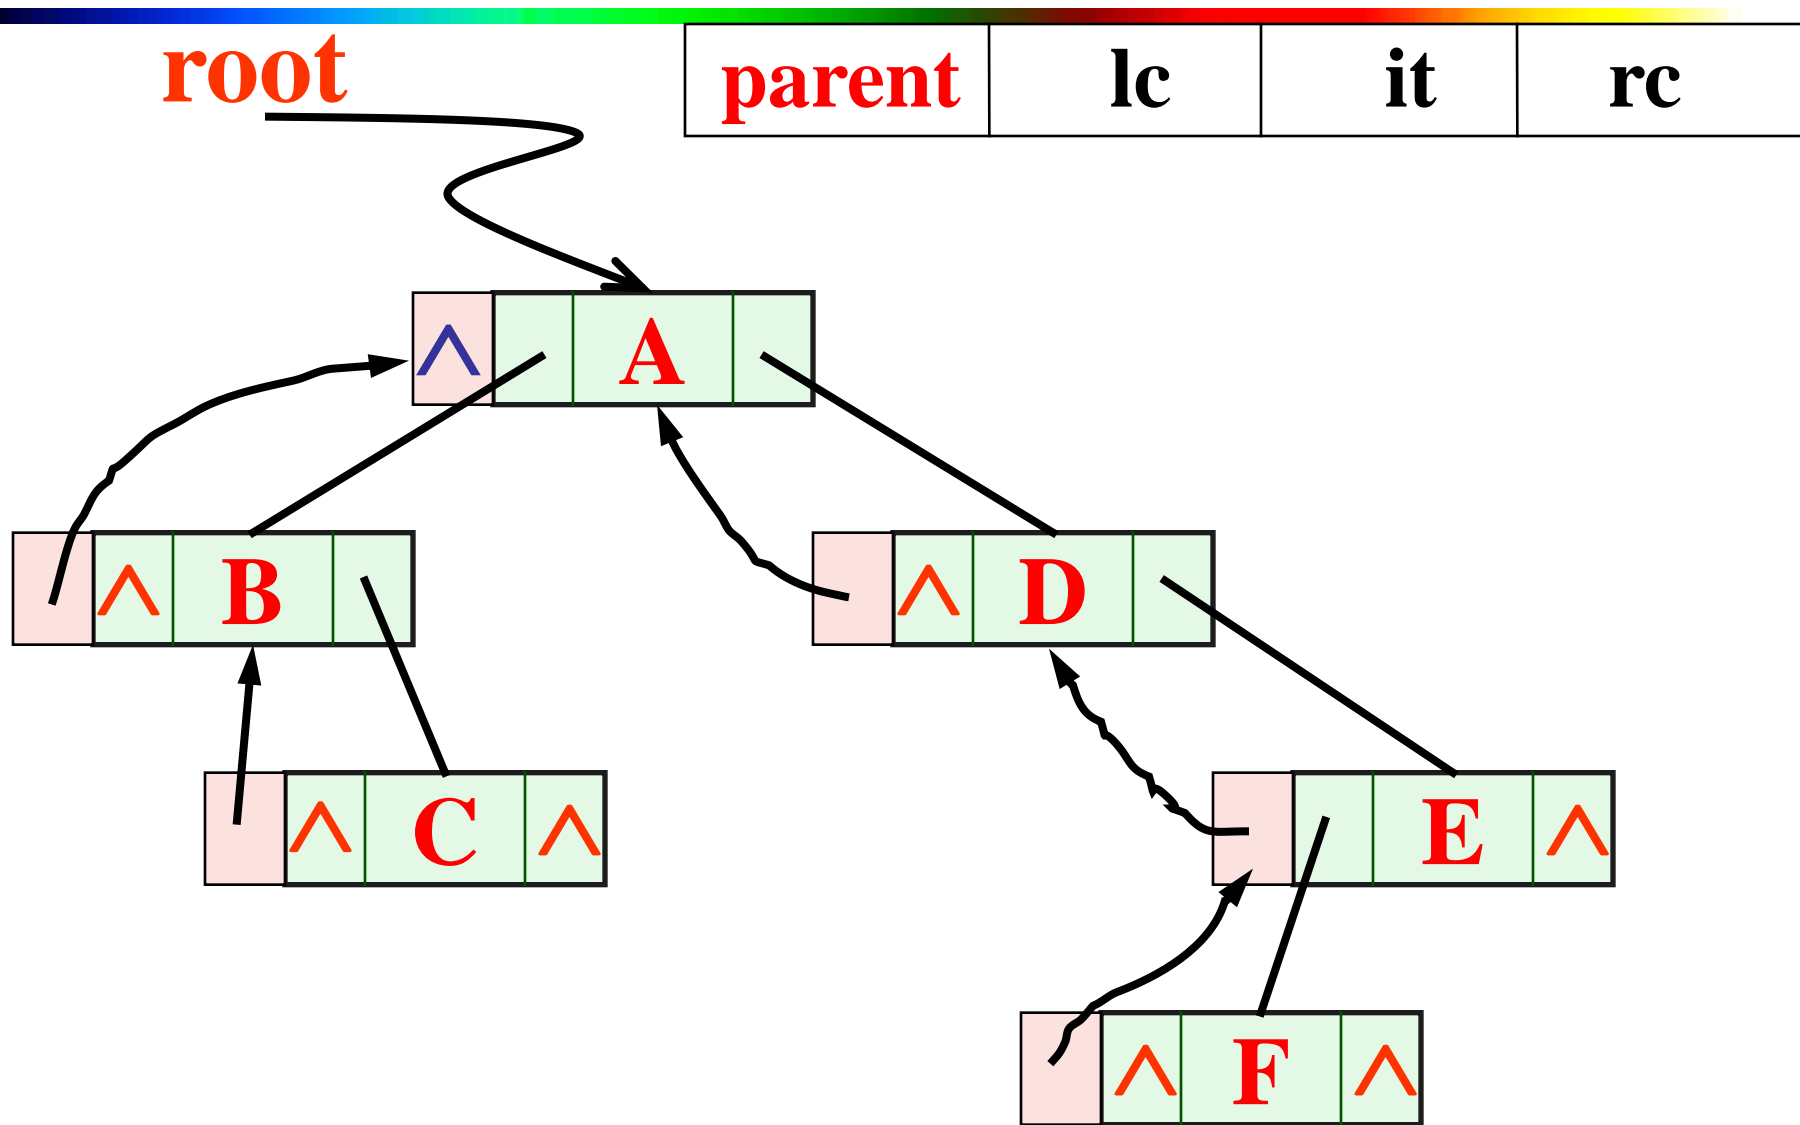 root
parent lc it rc
^ A
^ B
^ D
^ C ^
E ^
^ F ^